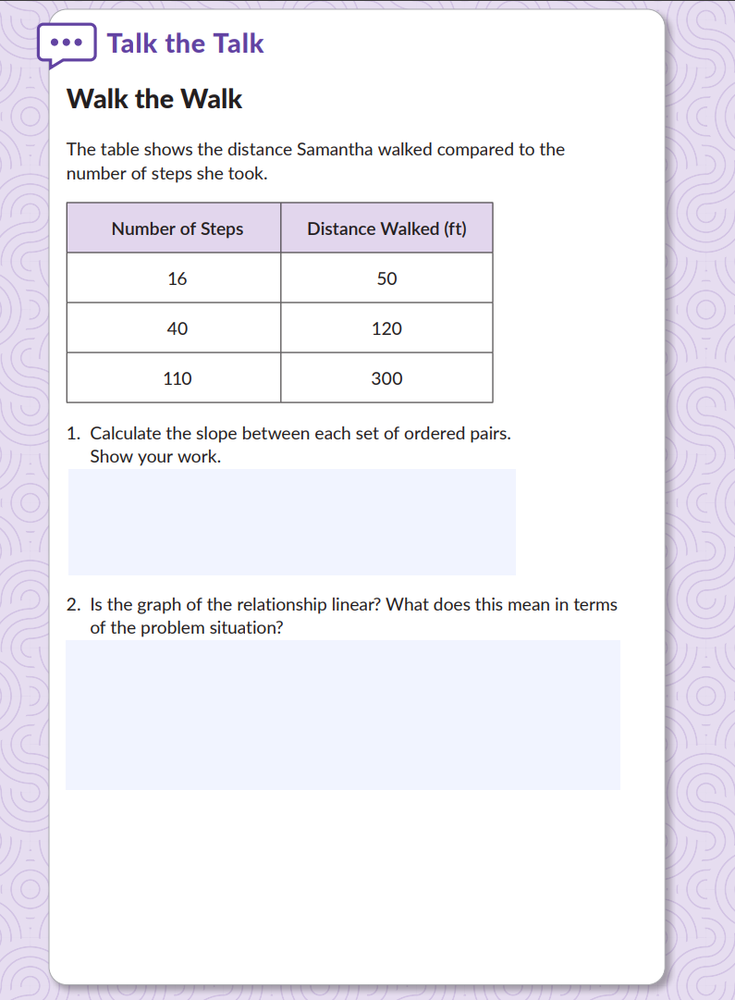 Talk the Talk
Walk the Walk
The table shows the distance Samantha walked compared to the
number of steps she took.
Number of Steps Distance Walked (ft)
16 50
40 120
110 300
1. Calculate the slope between each set of ordered pairs.
Show your work.
2. Is the graph of the relationship linear? What does this mean in terms
of the problem situation?